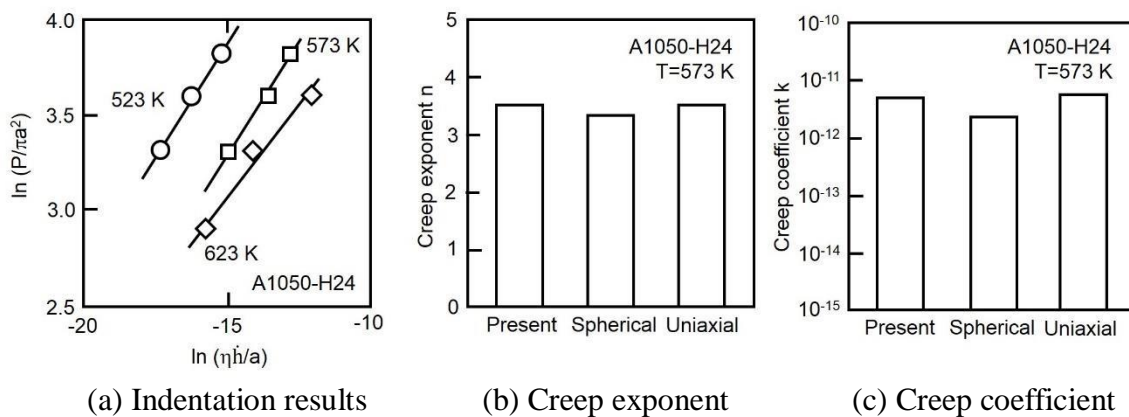 4.0
3.5
3.0
2.5
ln (P/πa²)
523 K
573 K
623 K
A1050-H24
-20
-15
-10
ln (ηḣ/a)
(a) Indentation results
5
4
3
2
1
0
Creep exponent n
A1050-H24
T=573 K
Present Spherical Uniaxial
(b) Creep exponent
10⁻¹⁰
10⁻¹¹
10⁻¹²
10⁻¹³
10⁻¹⁴
10⁻¹⁵
Creep coefficient k
A1050-H24
T=573 K
Present Spherical Uniaxial
(c) Creep coefficient